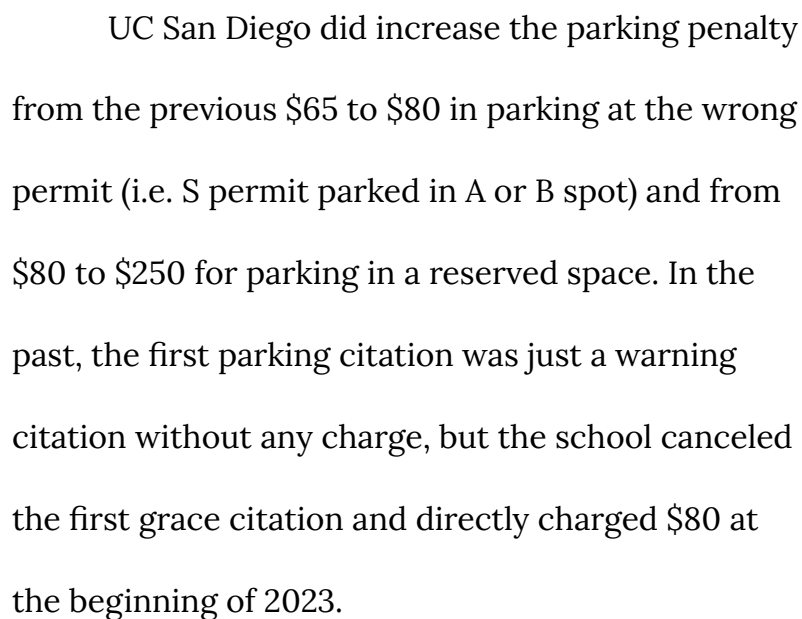 UC San Diego did increase the parking penalty
from the previous $65 to $80 in parking at the wrong
permit (i.e. S permit parked in A or B spot) and from
$80 to $250 for parking in a reserved space. In the
past, the first parking citation was just a warning
citation without any charge, but the school canceled
the first grace citation and directly charged $80 at
the beginning of 2023.